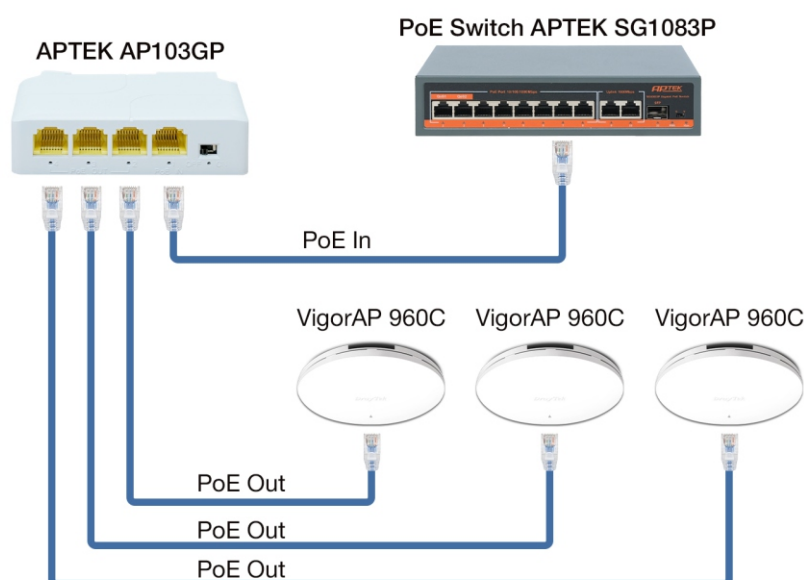 PoE Switch APTEK SG1083P
APTEK AP103GP
APTEK
PoE In
VigorAP 960C
VigorAP 960C
VigorAP 960C
PoE Out
PoE Out
PoE Out